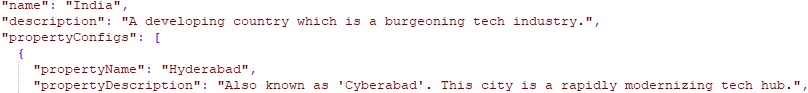 "name": "India",
"description": "A developing country which is a burgeoning tech industry.",
"propertyConfigs": [
{
"propertyName": "Hyderabad",
"propertyDescription": "Also known as 'Cyberabad'. This city is a rapidly modernizing tech hub.",